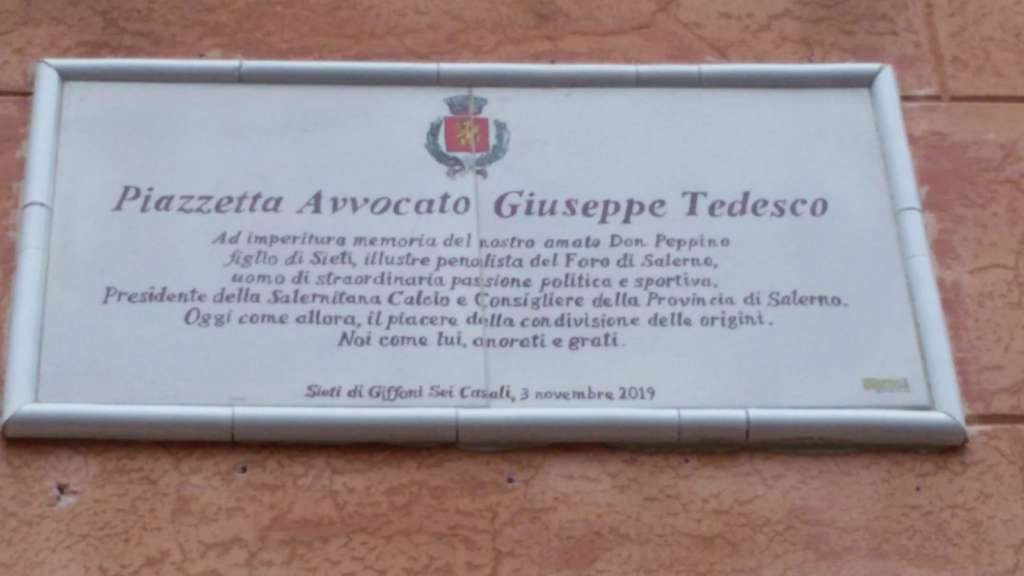 Piazzetta Avvocato Giuseppe Tedesco
Ad imperitura memoria del nostro amato Don Peppino
figlio di Sieti, illustre penalista del Foro di Salerno,
uomo di straordinaria passione politica e sportiva,
Presidente della Salernitana Calcio e Consigliere della Provincia di Salerno.
Oggi come allora, il piacere della condivisione delle origini.
Noi come lui, onorati e grati.
Sieti di Giffoni Sei Casali, 3 novembre 2019